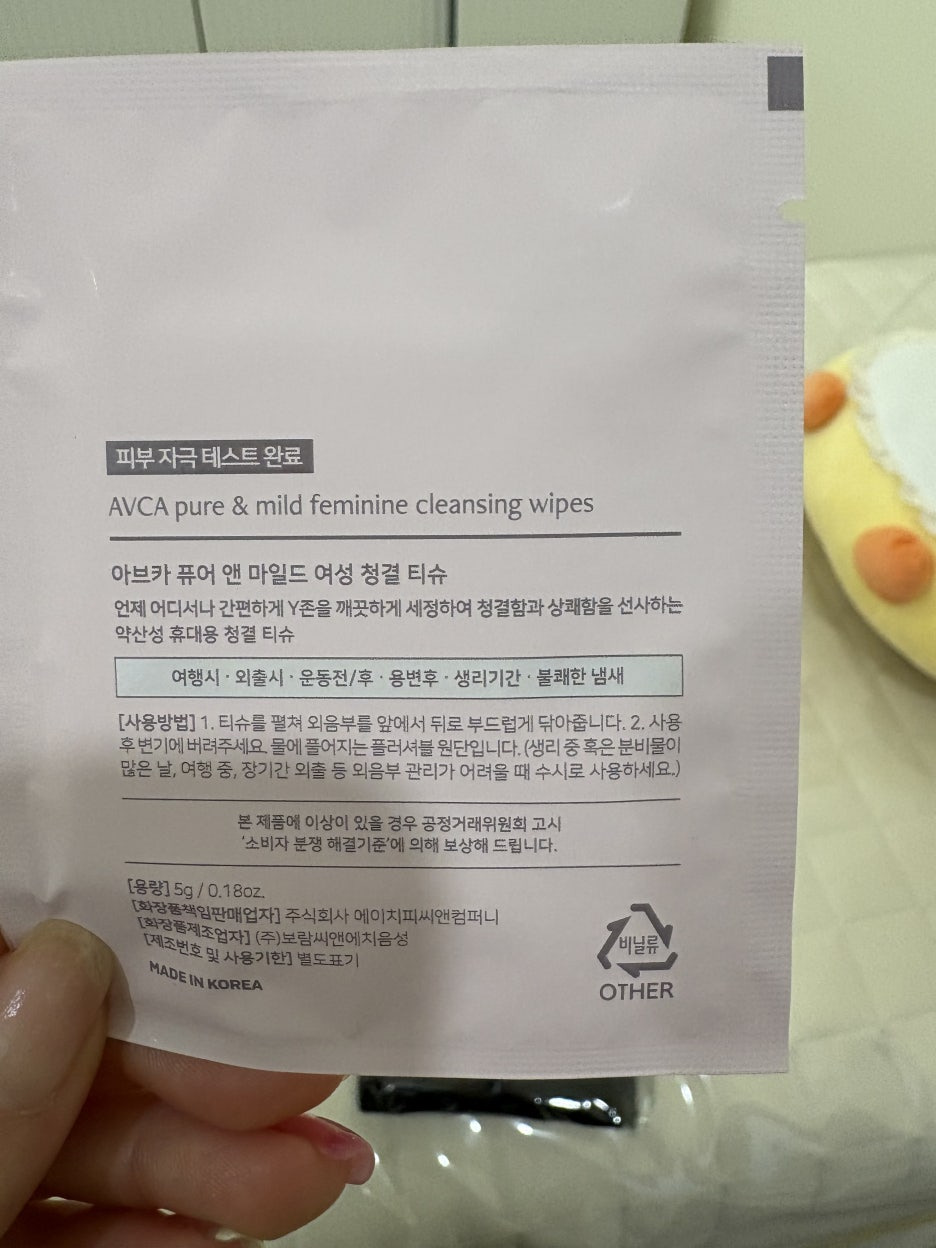 피부 자극 테스트 완료
AVCA pure & mild feminine cleansing wipes
아브카 퓨어 앤 마일드 여성 청결 티슈
언제 어디서나 간편하게 Y존을 깨끗하게 세정하여 청결함과 상쾌함을 선사하는
약산성 휴대용 청결 티슈
여행시 · 외출시 · 운동전/후 · 용변후 · 생리기간 · 불쾌한 냄새
[사용방법] 1. 티슈를 펼쳐 외음부를 앞에서 뒤로 부드럽게 닦아줍니다. 2. 사용
후 변기에 버려주세요. 물에 풀어지는 플러셔블 원단입니다. (생리 중 혹은 분비물이
많은 날, 여행 중, 장기간 외출 등 외음부 관리가 어려울 때 수시로 사용하세요.)
본 제품에 이상이 있을 경우 공정거래위원회 고시
'소비자 분쟁 해결기준'에 의해 보상해 드립니다.
[용량] 5g / 0.18oz.
[화장품책임판매업자] 주식회사 에이치피씨앤컴퍼니
[화장품제조업자] (주)보람씨앤에치음성
[제조번호 및 사용기한] 별도표기
MADE IN KOREA
비닐류
OTHER